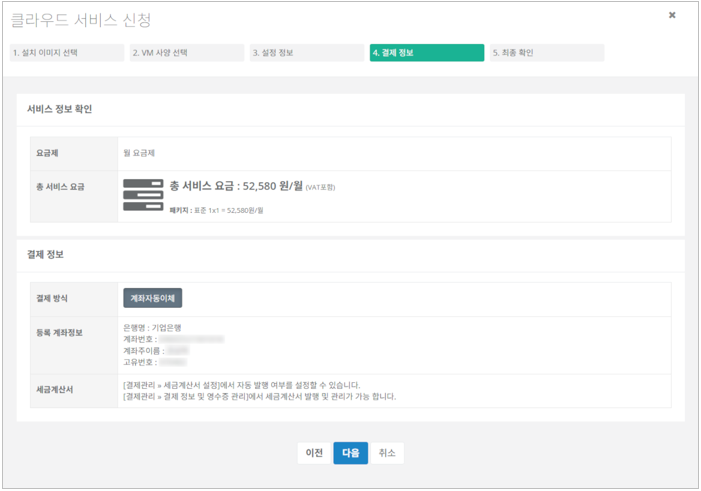 클라우드 서비스 신청
1. 설치 이미지 선택
2. VM 사양 선택
3. 설정 정보
4. 결제 정보
5. 최종 확인
서비스 정보 확인
요금제
월 요금제
총 서비스 요금
총 서비스 요금 : 52,580 원/월 (VAT포함)
패키지 : 표준 1x1 = 52,580원/월
결제 정보
결제 방식
계좌자동이체
등록 계좌정보
은행명 : 기업은행
계좌번호 :
계좌주이름 :
고유번호 :
세금계산서
[결제관리 » 세금계산서 설정]에서 자동 발행 여부를 설정할 수 있습니다.
[결제관리 » 결제 정보 및 영수증 관리]에서 세금계산서 발행 및 관리가 가능 합니다.
이전
다음
취소